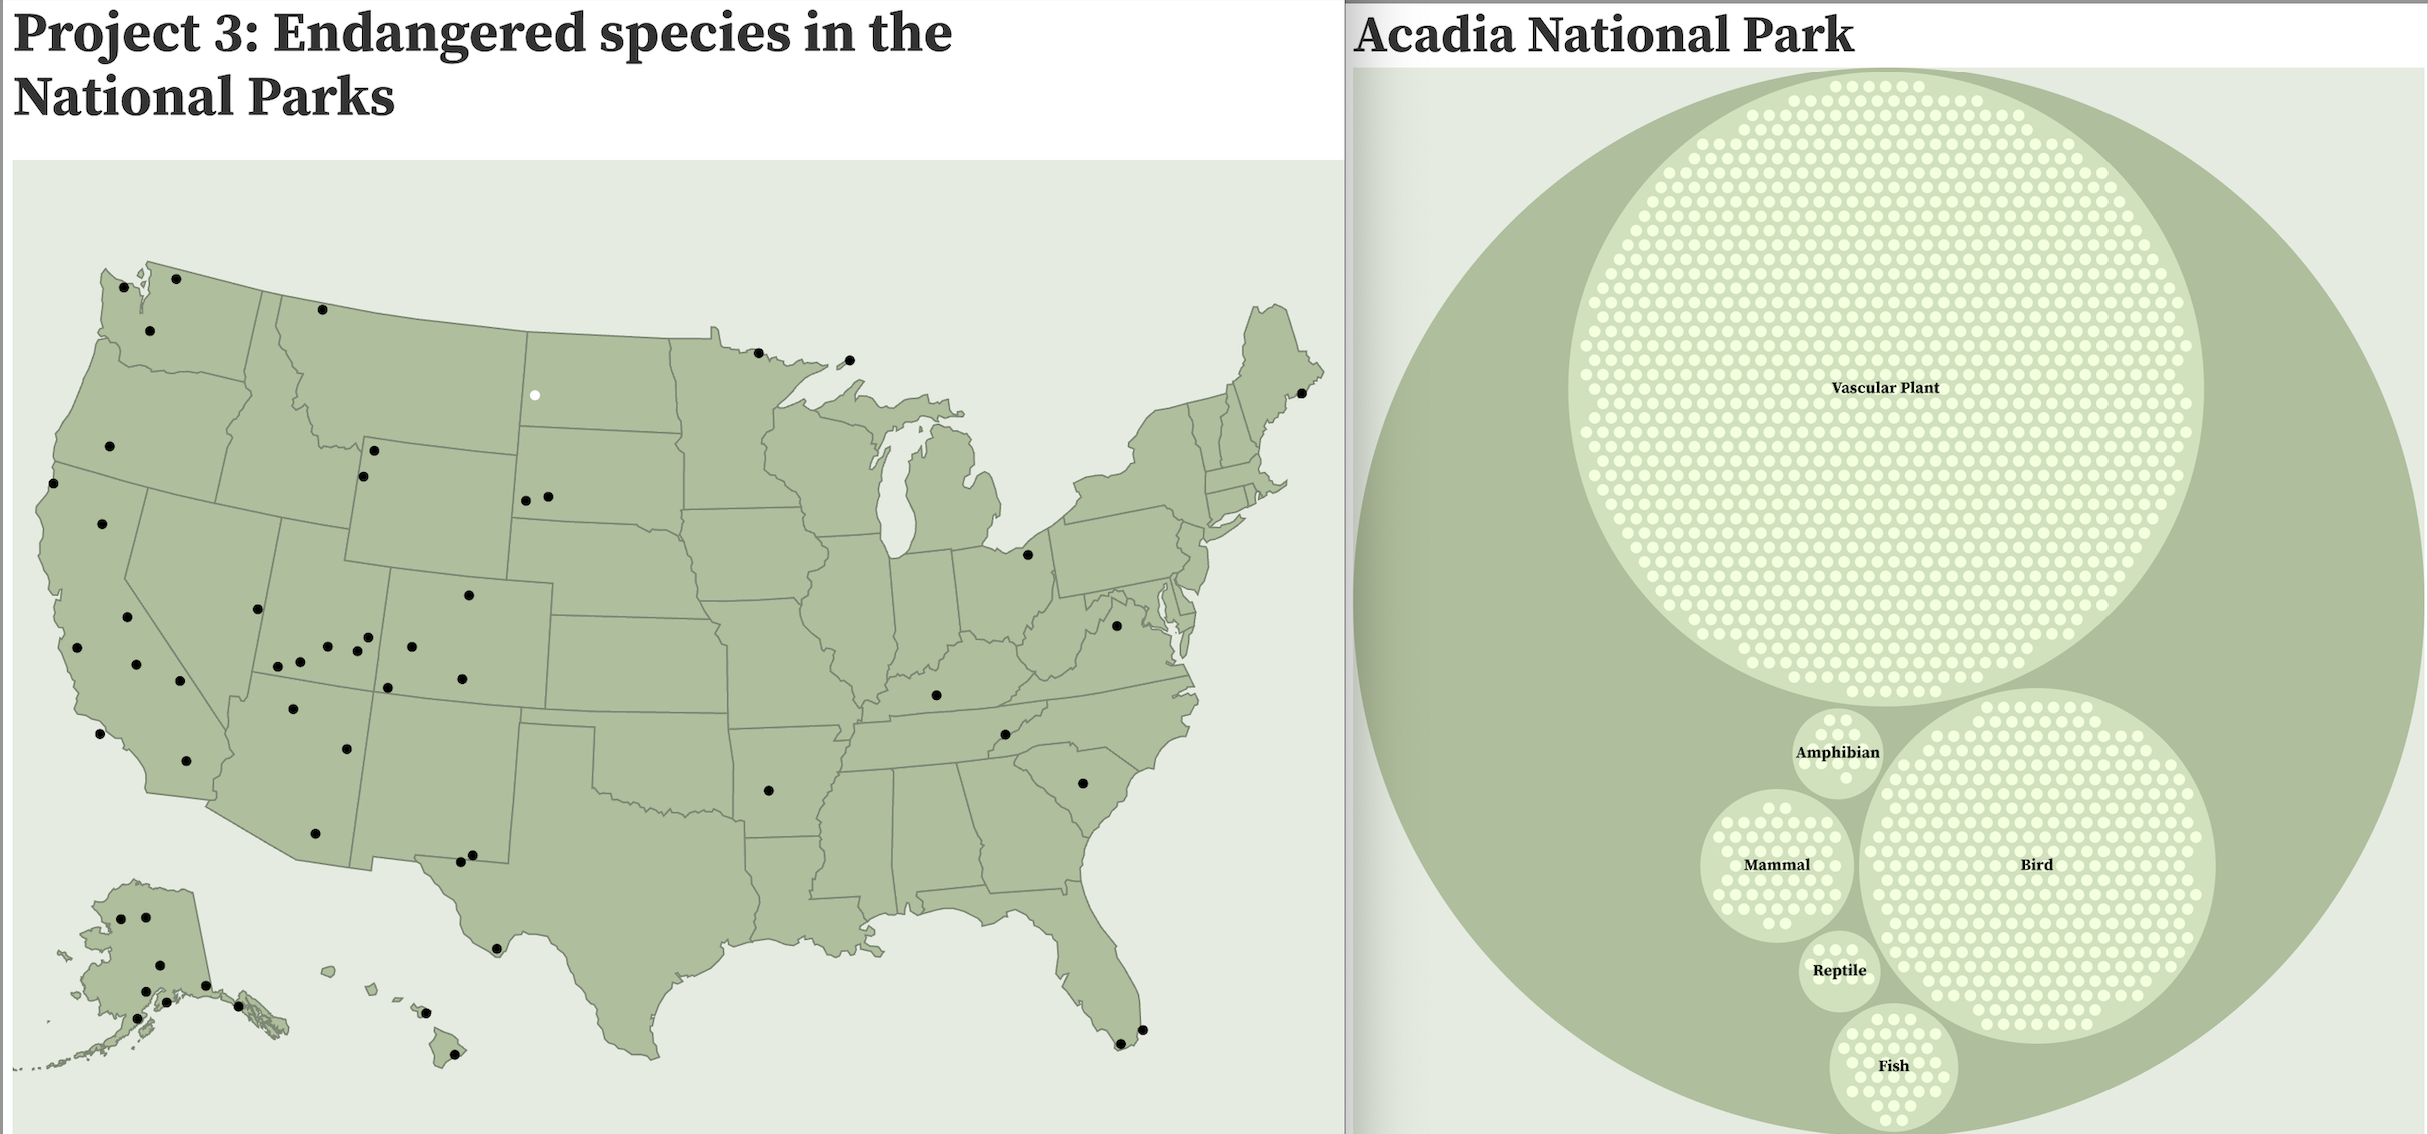 Project 3: Endangered species in the
National Parks
Acadia National Park
Vascular Plant
Amphibian
Mammal
Bird
Reptile
Fish